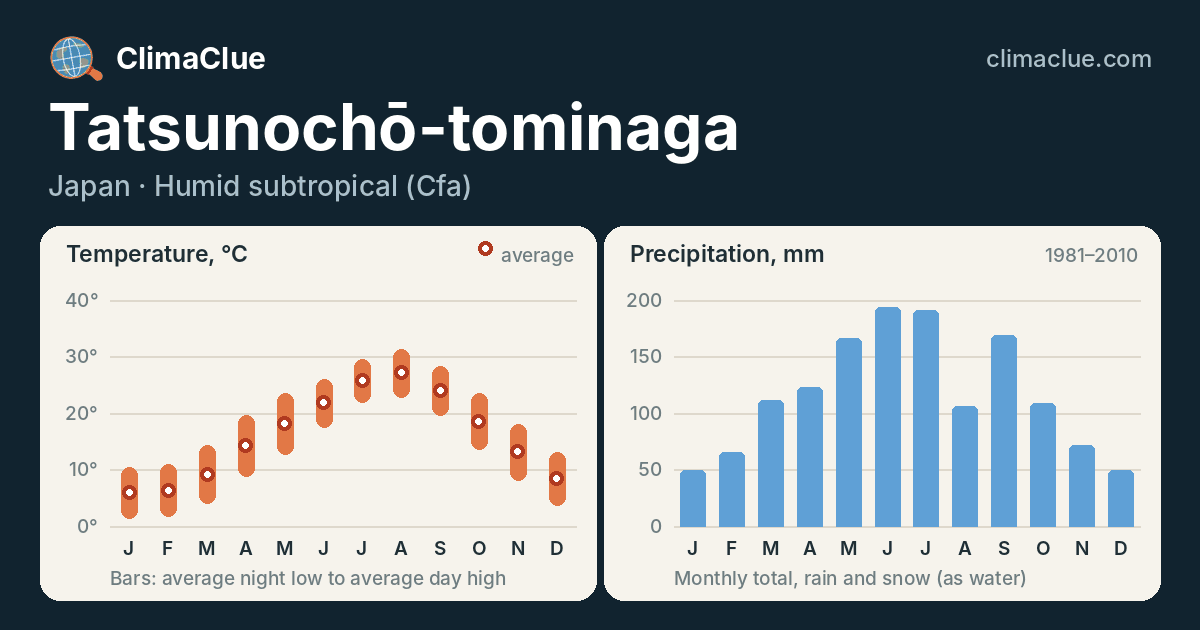 ClimaClue
climaclue.com
Tatsunochō-tominaga
Japan · Humid subtropical (Cfa)
Temperature, °C
average
40°
30°
20°
10°
0°
J F M A M J J A S O N D
Bars: average night low to average day high
Precipitation, mm
1981–2010
200
150
100
50
0
J F M A M J J A S O N D
Monthly total, rain and snow (as water)